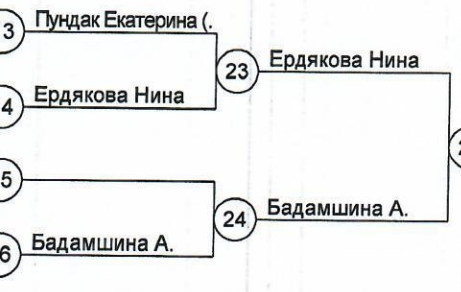 3 Пундак Екатерина (.
23 Ердякова Нина
4 Ердякова Нина
5
24 Бадамшина А.
6 Бадамшина А.